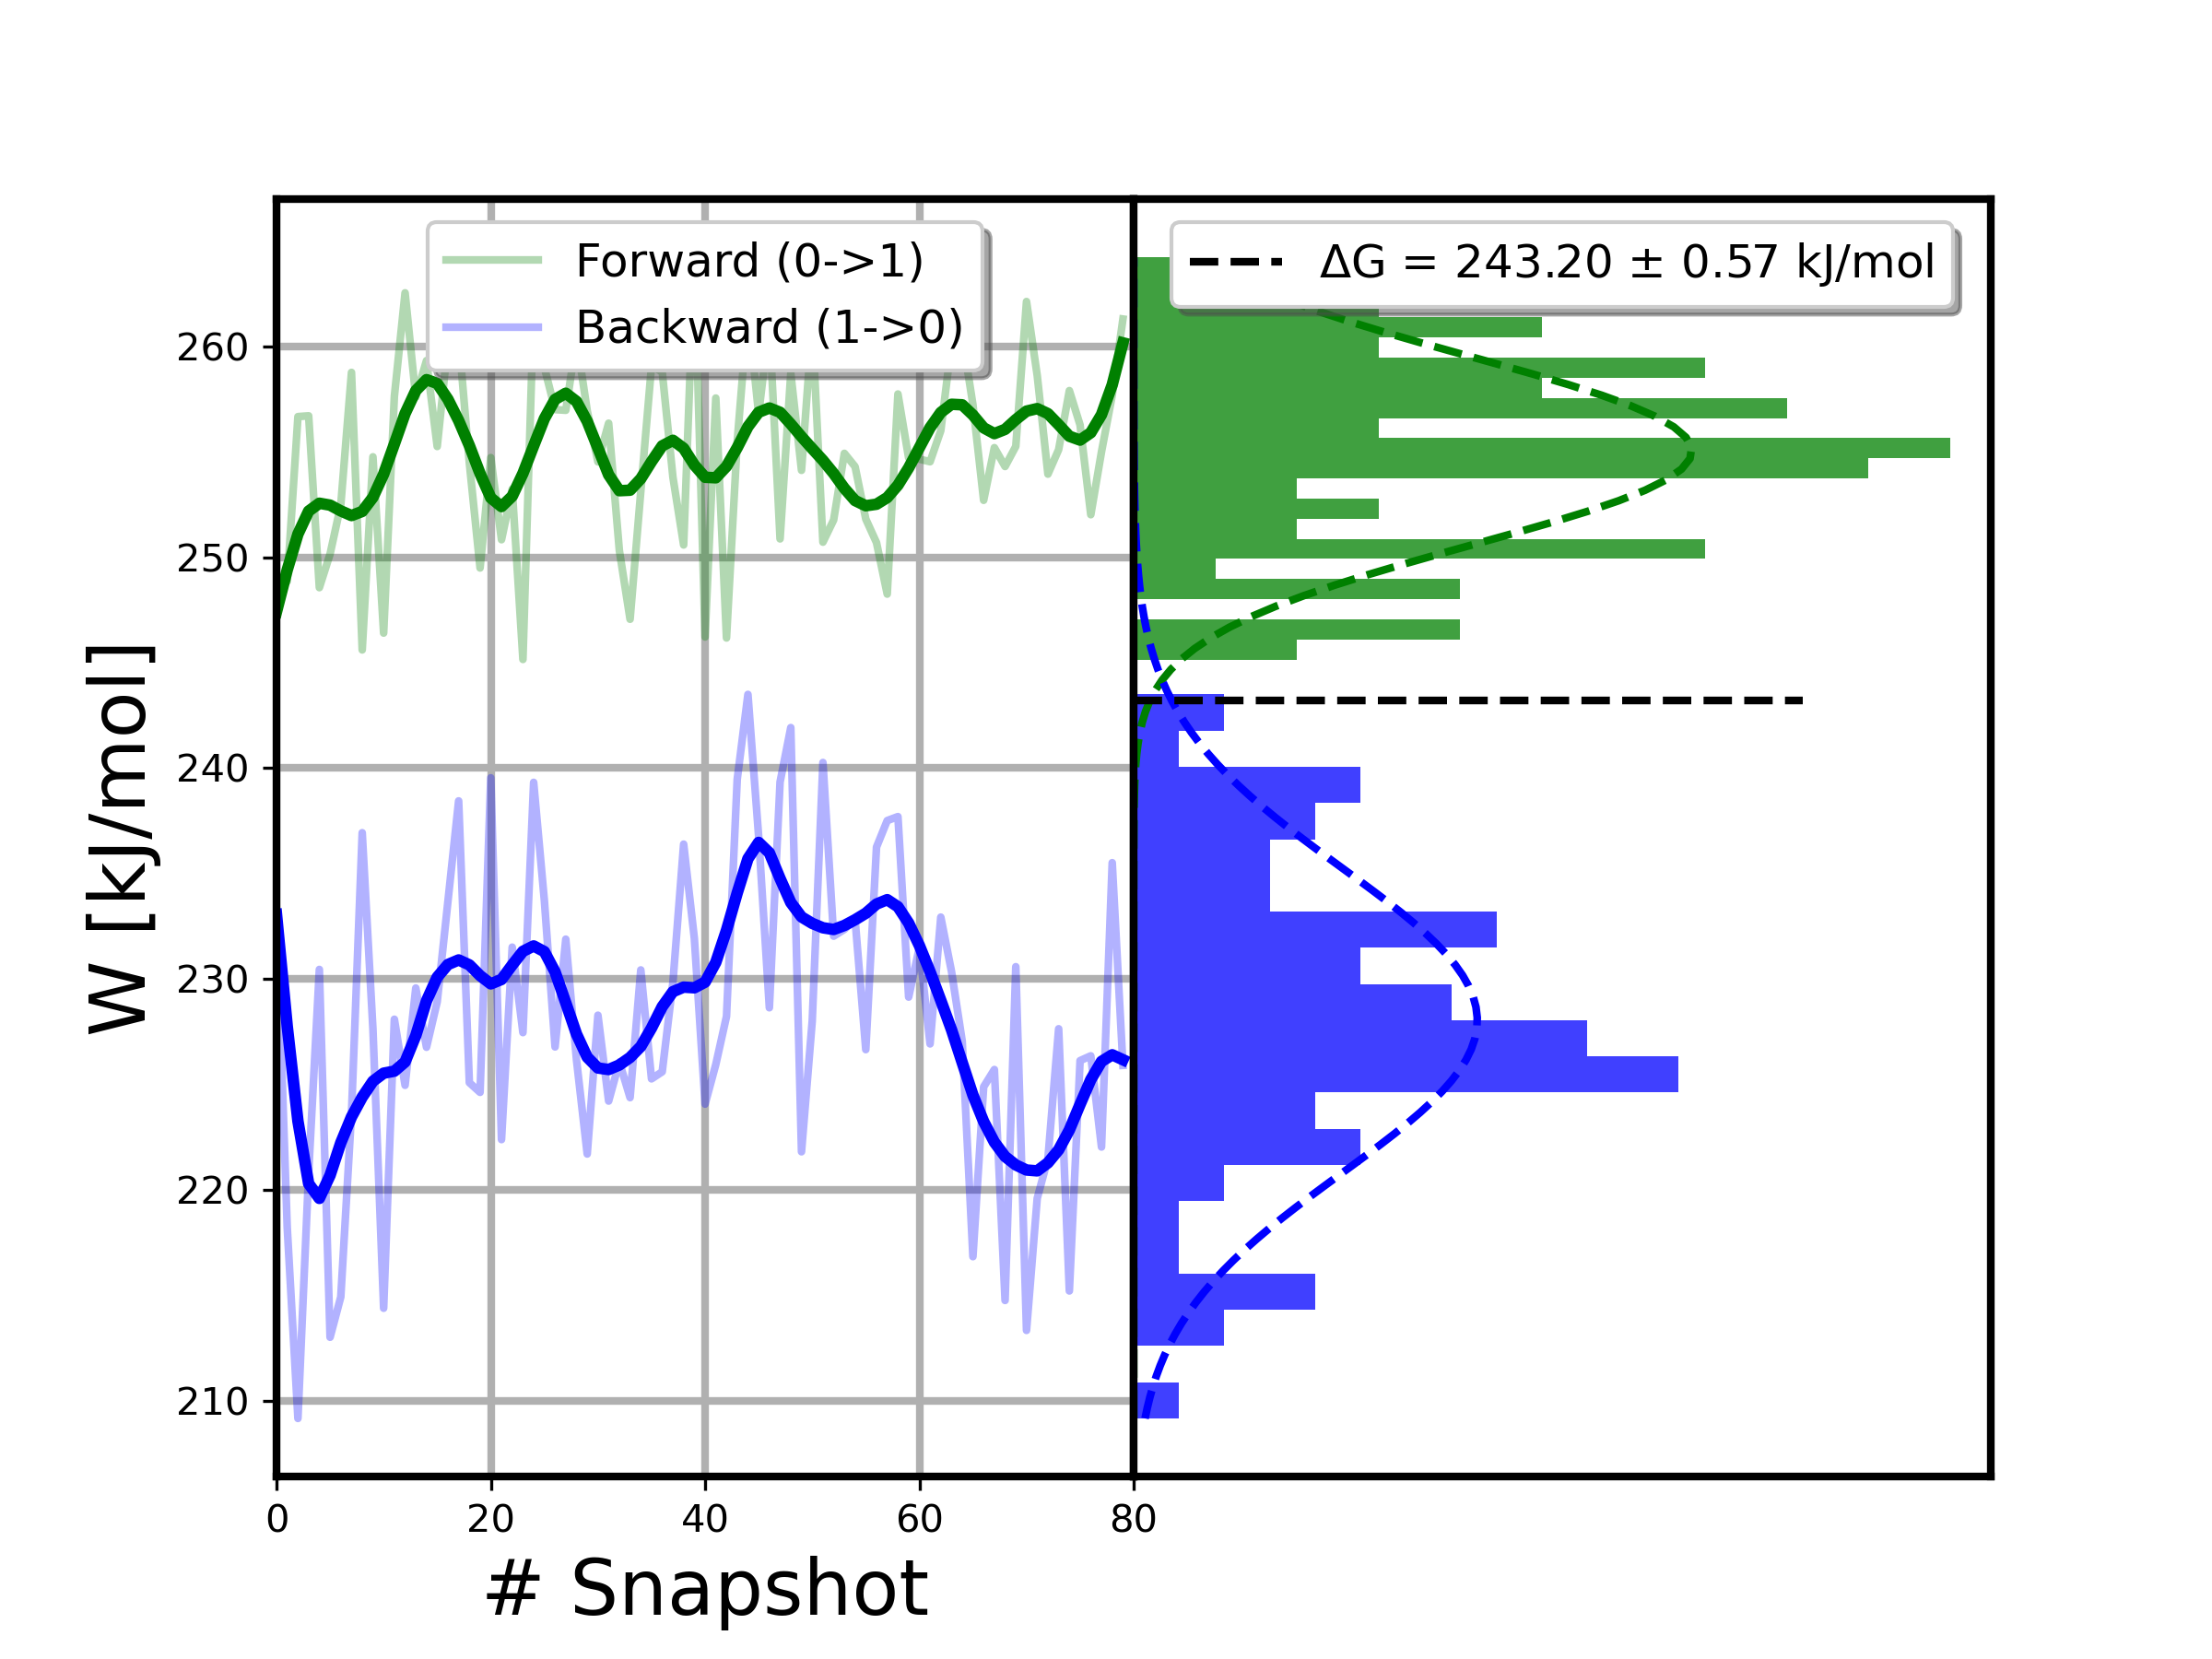 Forward (0->1)
Backward (1->0)
ΔG = 243.20 ± 0.57 kJ/mol
W [kJ/mol]
260
250
240
230
220
210
0 20 40 60 80
# Snapshot